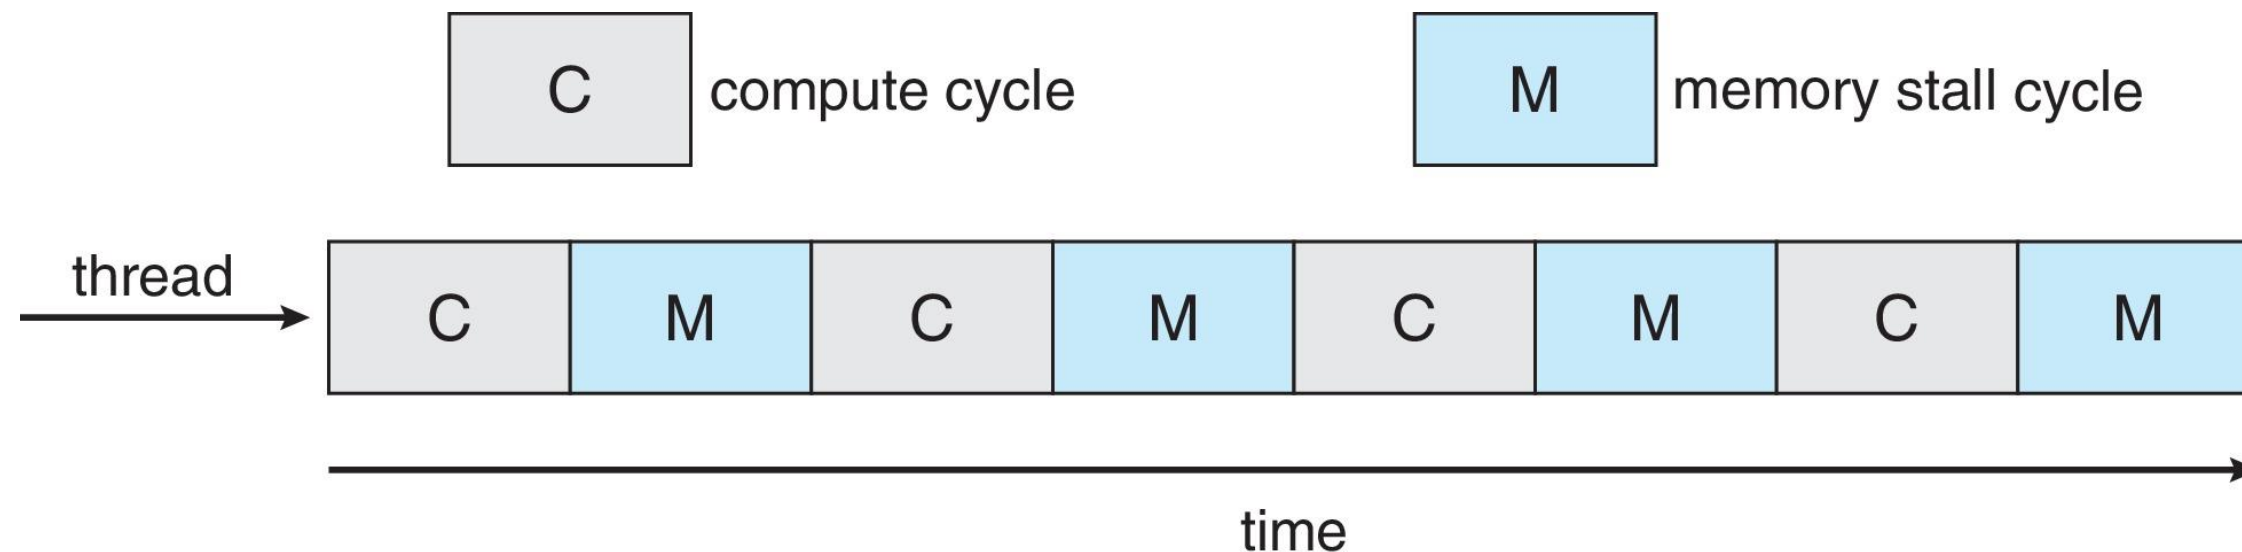 C compute cycle M memory stall cycle
thread
C M C M C M C M
time